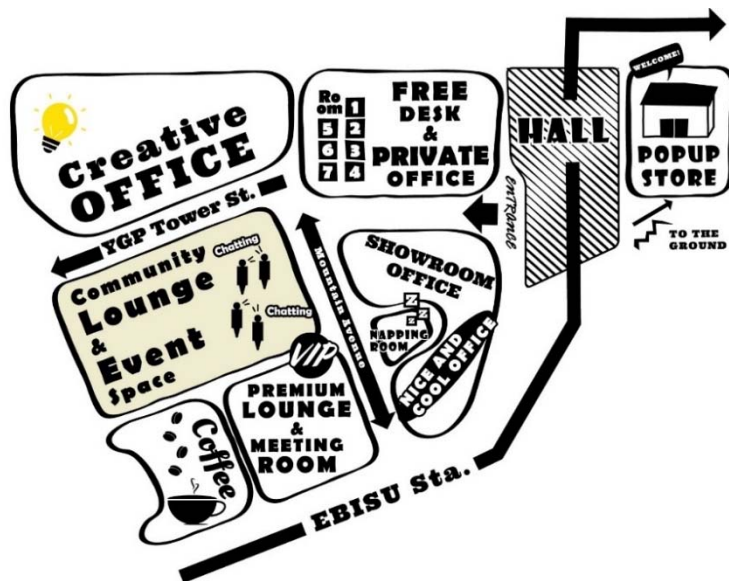 WELCOME!
POPUP
STORE
TO THE
GROUND
HALL
entrance
FREE
DESK
&
PRIVATE
OFFICE
Ro
om 1
5 2
6 3
7 4
Creative
OFFICE
YGP Tower St.
Community
Lounge
&
Event
Space
Chatting
Chatting
Mountain Avenue
SHOWROOM
OFFICE
z z z
NAPPING
ROOM
NICE AND
COOL OFFICE
VIP
PREMIUM
LOUNGE
&
MEETING
ROOM
Coffee
EBISU Sta.